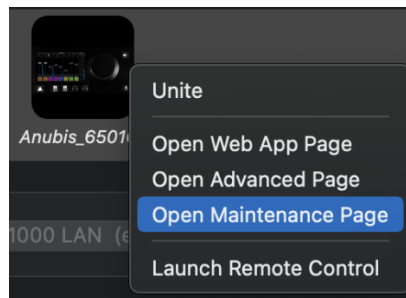 Unite
Anubis_6501
Open Web App Page
Open Advanced Page
Open Maintenance Page
1000 LAN (e
Launch Remote Control